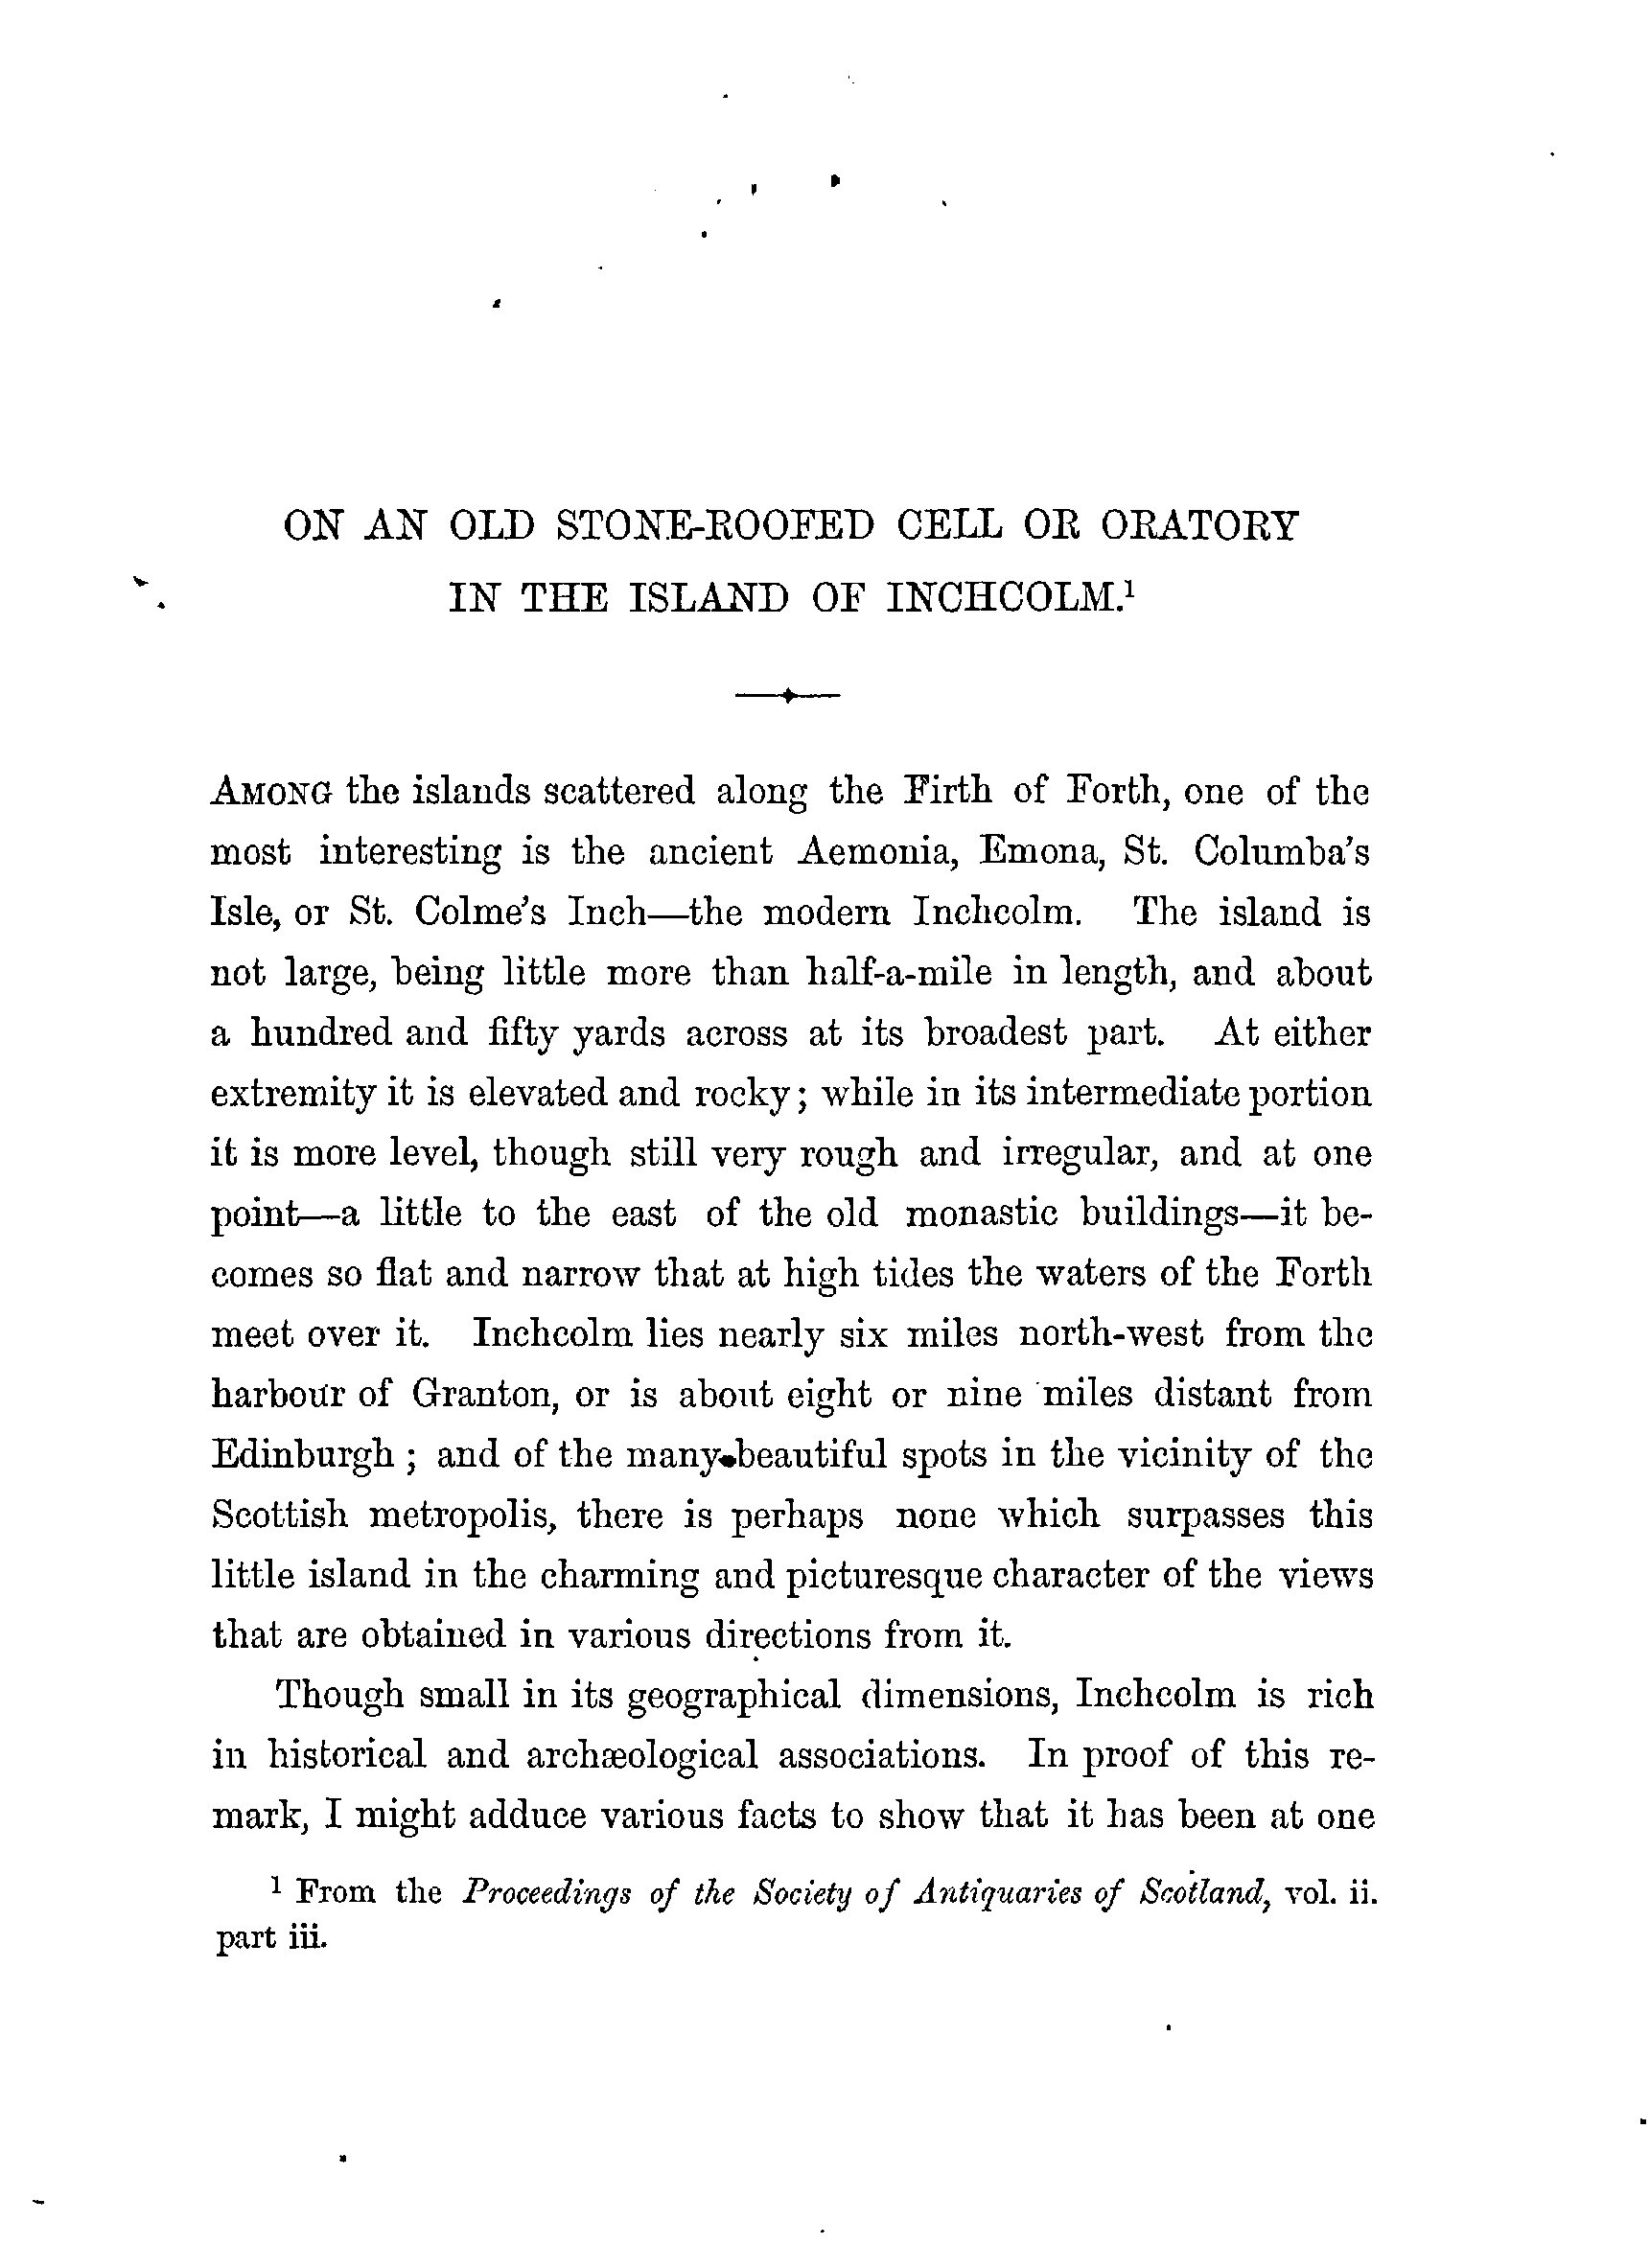 ON AN OLD STONE-ROOFED CELL OR ORATORY
IN THE ISLAND OF INCHCOLM.¹
AMONG the islands scattered along the Firth of Forth, one of the
most interesting is the ancient Aemonia, Emona, St. Columba's
Isle, or St. Colme's Inch—the modern Inchcolm. The island is
not large, being little more than half-a-mile in length, and about
a hundred and fifty yards across at its broadest part. At either
extremity it is elevated and rocky; while in its intermediate portion
it is more level, though still very rough and irregular, and at one
point—a little to the east of the old monastic buildings—it be-
comes so flat and narrow that at high tides the waters of the Forth
meet over it. Inchcolm lies nearly six miles north-west from the
harbour of Granton, or is about eight or nine miles distant from
Edinburgh ; and of the many beautiful spots in the vicinity of the
Scottish metropolis, there is perhaps none which surpasses this
little island in the charming and picturesque character of the views
that are obtained in various directions from it.
Though small in its geographical dimensions, Inchcolm is rich
in historical and archæological associations. In proof of this re-
mark, I might adduce various facts to show that it has been at one
¹ From the Proceedings of the Society of Antiquaries of Scotland, vol. ii.
part iii.